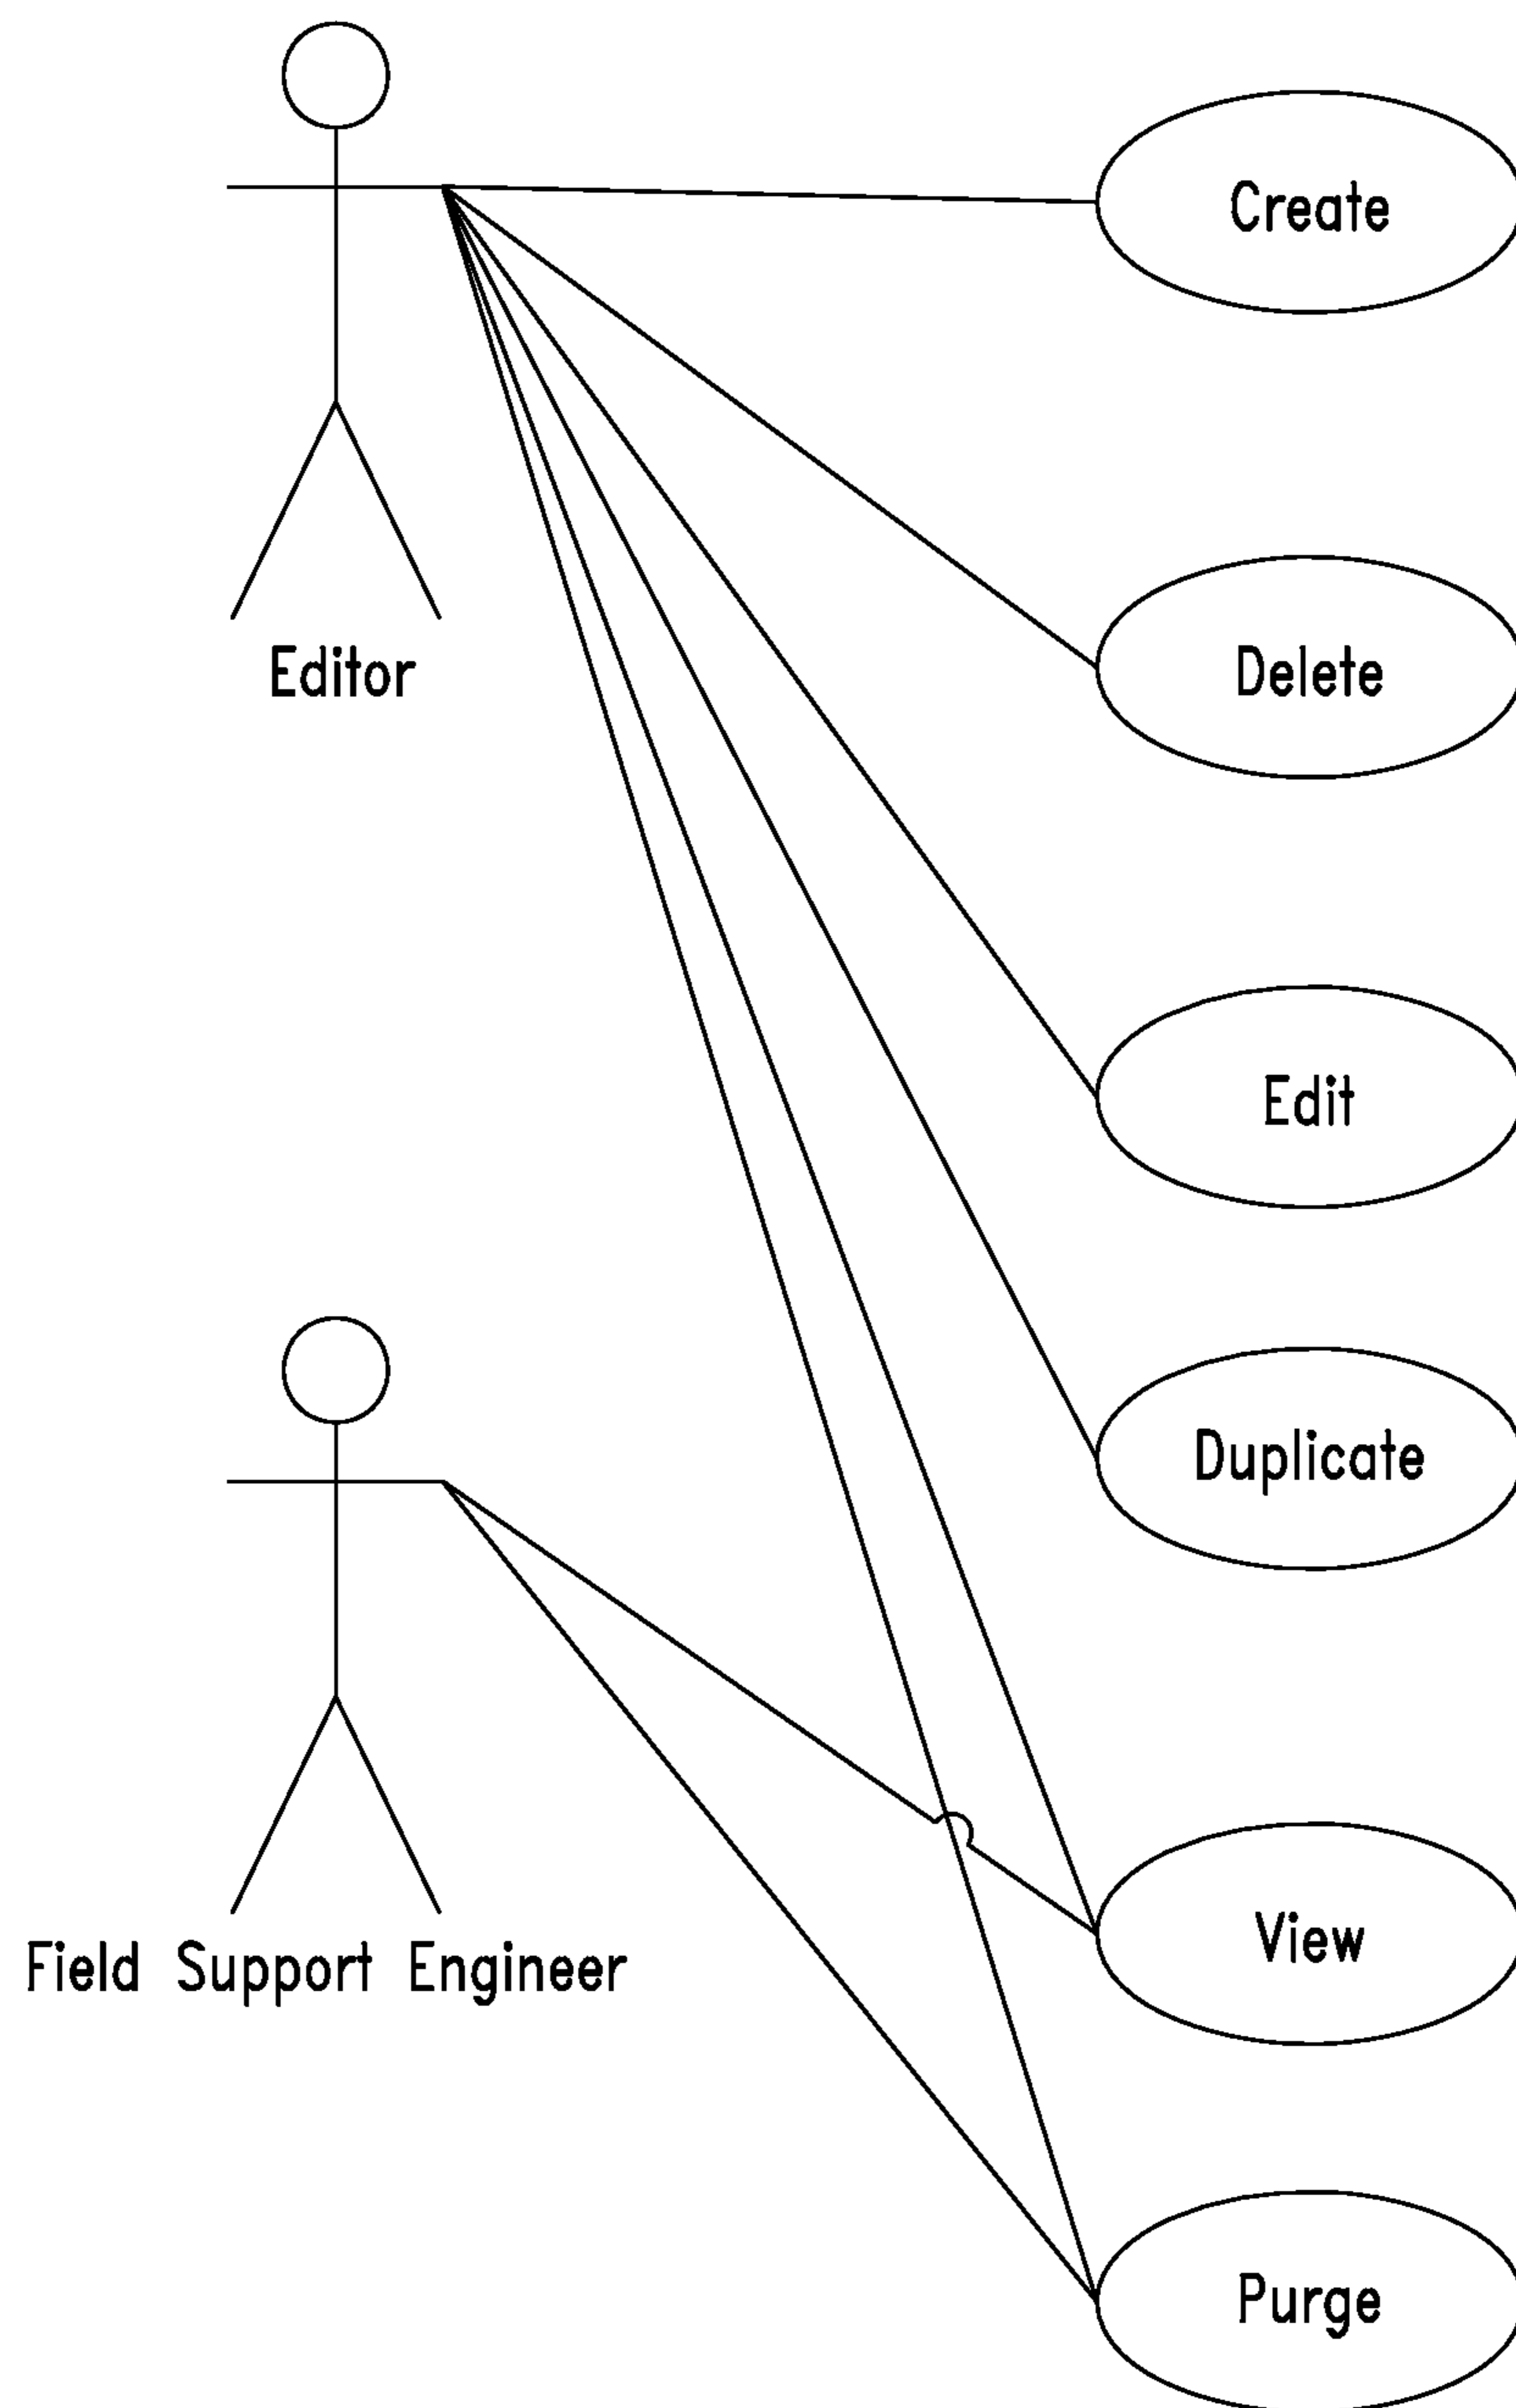 Create
Delete
Editor
Edit
Duplicate
View
Field Support Engineer
Purge